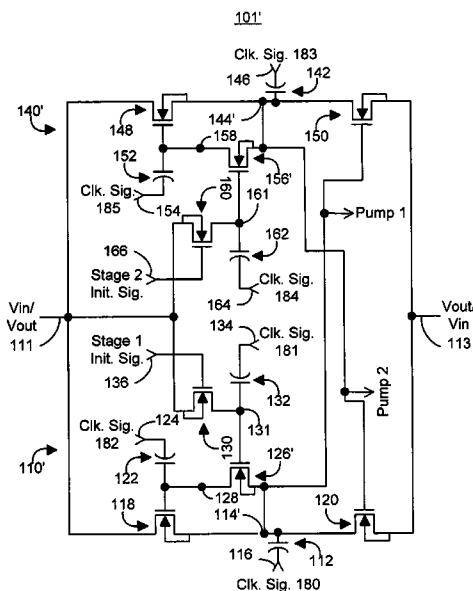 101'
Clk. Sig. 183
146
142
140'
148
144'
150
158
152
156'
Clk. Sig.
185
154
160
161
Pump 1
166
162
Stage 2
Init. Sig.
164
Clk. Sig.
184
Vin/
Vout
111
134
Clk. Sig.
181
Vout/
Vin
113
Stage 1
Init. Sig.
136
132
Pump 2
Clk. Sig.
182
124
130
131
110'
122
126'
118
128
120
114'
116
112
Clk. Sig. 180